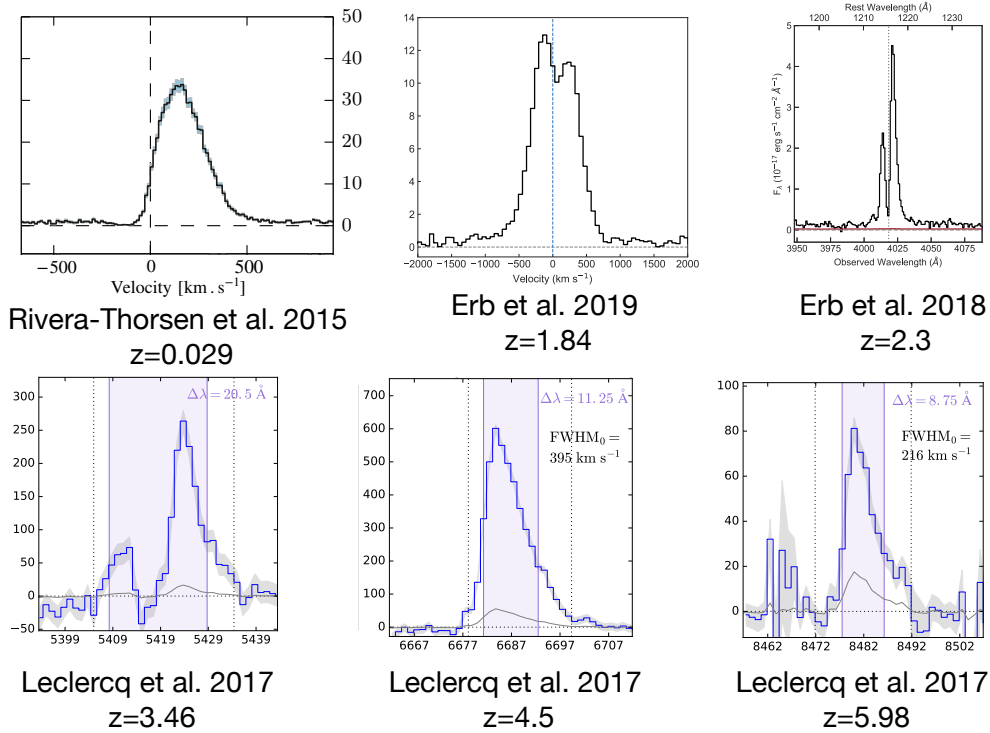 50
40
30
20
10
0
−500
0
500
Velocity [km . s⁻¹]
Rivera-Thorsen et al. 2015
z=0.029
14
12
10
8
6
4
2
0
−2000 −1500 −1000 −500 0 500 1000 1500 2000
Velocity (km s⁻¹)
Erb et al. 2019
z=1.84
Rest Wavelength (Å)
1200 1210 1220 1230
F_λ (10⁻¹⁷ erg s⁻¹ cm⁻² Å⁻¹)
5
4
3
2
1
0
3950 3975 4000 4025 4050 4075
Observed Wavelength (Å)
Erb et al. 2018
z=2.3
Δλ = 20.5 Å
300
250
200
150
100
50
0
−50
5399 5409 5419 5429 5439
Leclercq et al. 2017
z=3.46
Δλ = 11.25 Å
FWHM₀ =
395 km s⁻¹
700
600
500
400
300
200
100
0
6667 6677 6687 6697 6707
Leclercq et al. 2017
z=4.5
Δλ = 8.75 Å
FWHM₀ =
216 km s⁻¹
100
80
60
40
20
0
8462 8472 8482 8492 8502
Leclercq et al. 2017
z=5.98